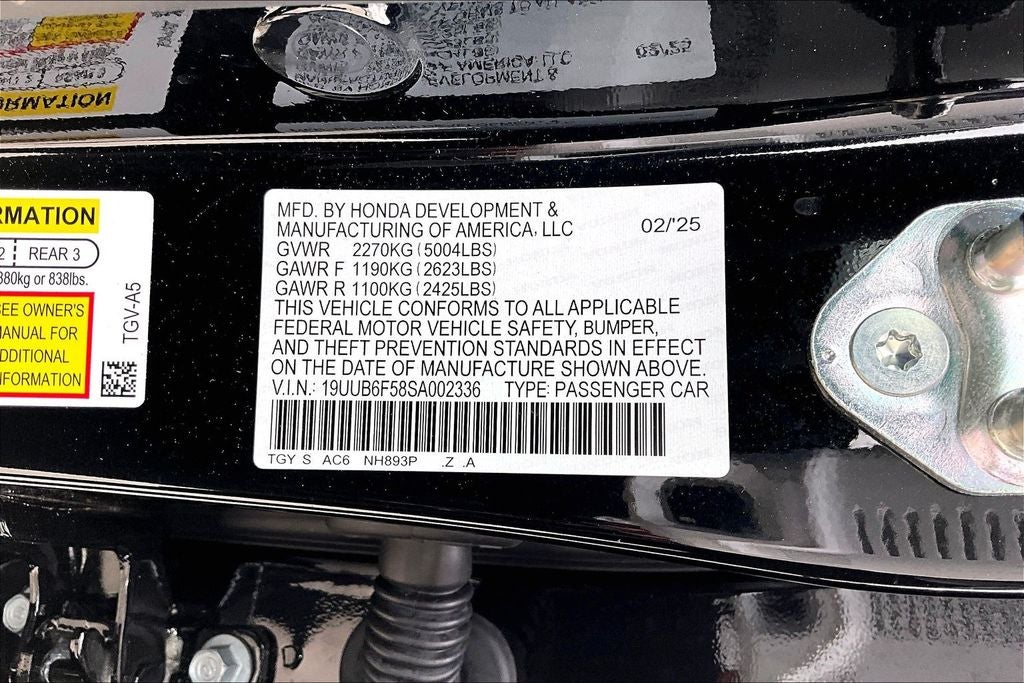 RMATION
2 REAR 3
380kg or 838lbs.
SEE OWNER'S
MANUAL FOR
ADDITIONAL
INFORMATION
TGV-A5
MFD. BY HONDA DEVELOPMENT &
MANUFACTURING OF AMERICA, LLC 02/'25
GVWR 2270KG (5004LBS)
GAWR F 1190KG (2623LBS)
GAWR R 1100KG (2425LBS)
THIS VEHICLE CONFORMS TO ALL APPLICABLE
FEDERAL MOTOR VEHICLE SAFETY, BUMPER,
AND THEFT PREVENTION STANDARDS IN EFFECT
ON THE DATE OF MANUFACTURE SHOWN ABOVE.
V.I.N.: 19UUB6F58SA002336 TYPE: PASSENGER CAR
TGY S AC6 NH893P .Z .A